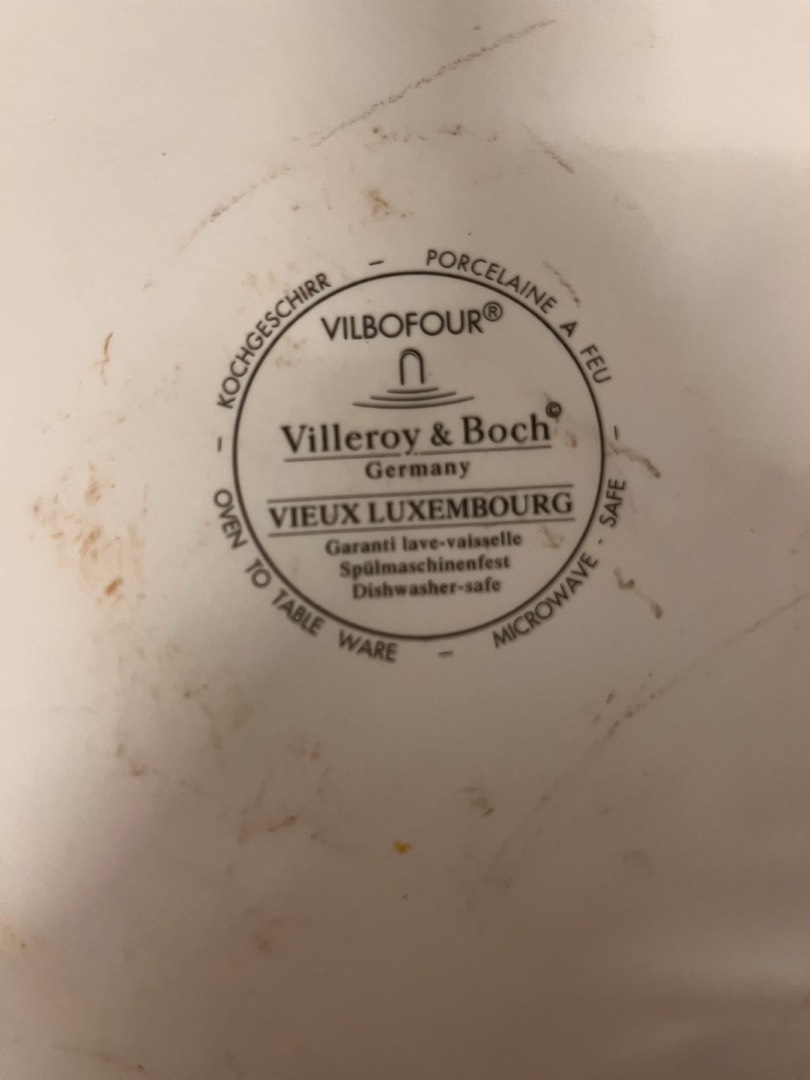 KOCHGESCHIRR – PORCELAINE A FEU –
VILBOFOUR®
Villeroy & Boch©
Germany
VIEUX LUXEMBOURG
Garanti lave-vaisselle
Spülmaschinenfest
Dishwasher-safe
– OVEN TO TABLE WARE – MICROWAVE - SAFE